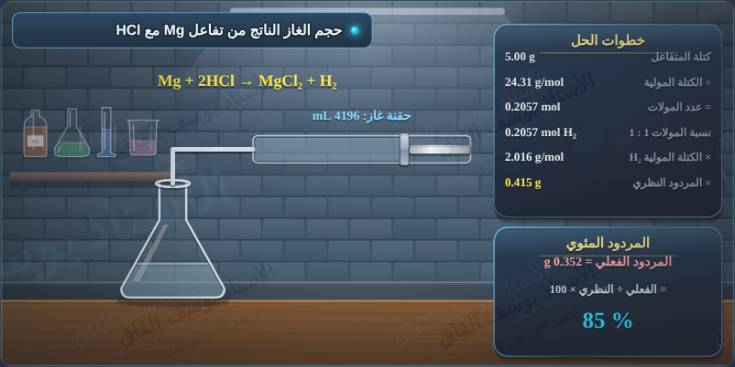 حجم الغاز الناتج من تفاعل Mg مع HCl
Mg + 2HCl → MgCl₂ + H₂
حقنة غاز: 4196 mL
خطوات الحل
كتلة المتفاعل 5.00 g
÷ الكتلة المولية 24.31 g/mol
= عدد المولات 0.2057 mol
نسبة المولات 1 : 1 0.2057 mol H₂
× الكتلة المولية H₂ 2.016 g/mol
= المردود النظري 0.415 g
المردود المئوي
المردود الفعلي = 0.352 g
= الفعلي ÷ النظري × 100
85 %